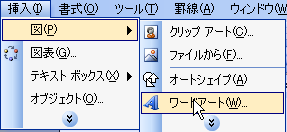 挿入(I) 書式(O) ツール(T) 罫線(A) ウィンドウ(W)
図(P)
図表(G)...
テキスト ボックス(X)
オブジェクト(O)...
クリップ アート(C)...
ファイルから(F)...
オートシェイプ(A)
ワードアート(W)...